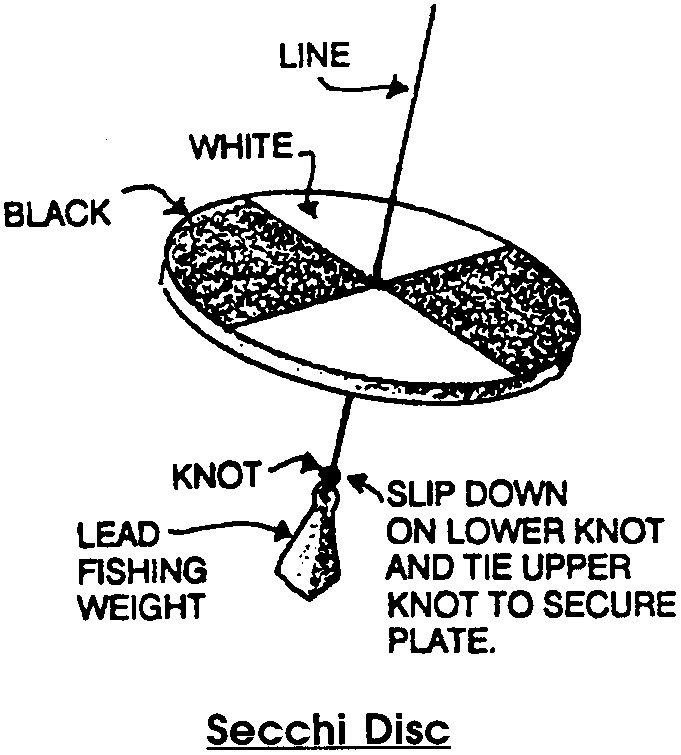 LINE
WHITE
BLACK
KNOT
SLIP DOWN
ON LOWER KNOT
AND TIE UPPER
KNOT TO SECURE
PLATE.
LEAD
FISHING
WEIGHT
Secchi Disc